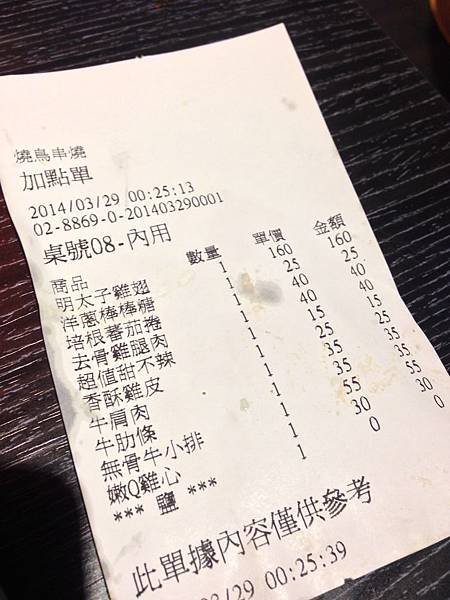 燒鳥串燒
加點單
2014/03/29 00:25:13
02-8869-0-201403290001
桌號08-內用
商品 數量 單價 金額
明太子雞翅 1 160 160
洋蔥棒棒糖 1 25 25
培根蕃茄捲 1 40 40
去骨雞腿肉 1 40 40
超值甜不辣 1 15 15
香酥雞皮 1 25 25
牛肩肉 1 35 35
牛肋條 1 35 35
無骨牛小排 1 55 55
嫩Q雞心 1 30 30
*** 鹽 *** 1 0 0
此單據內容僅供參考
/29 00:25:39